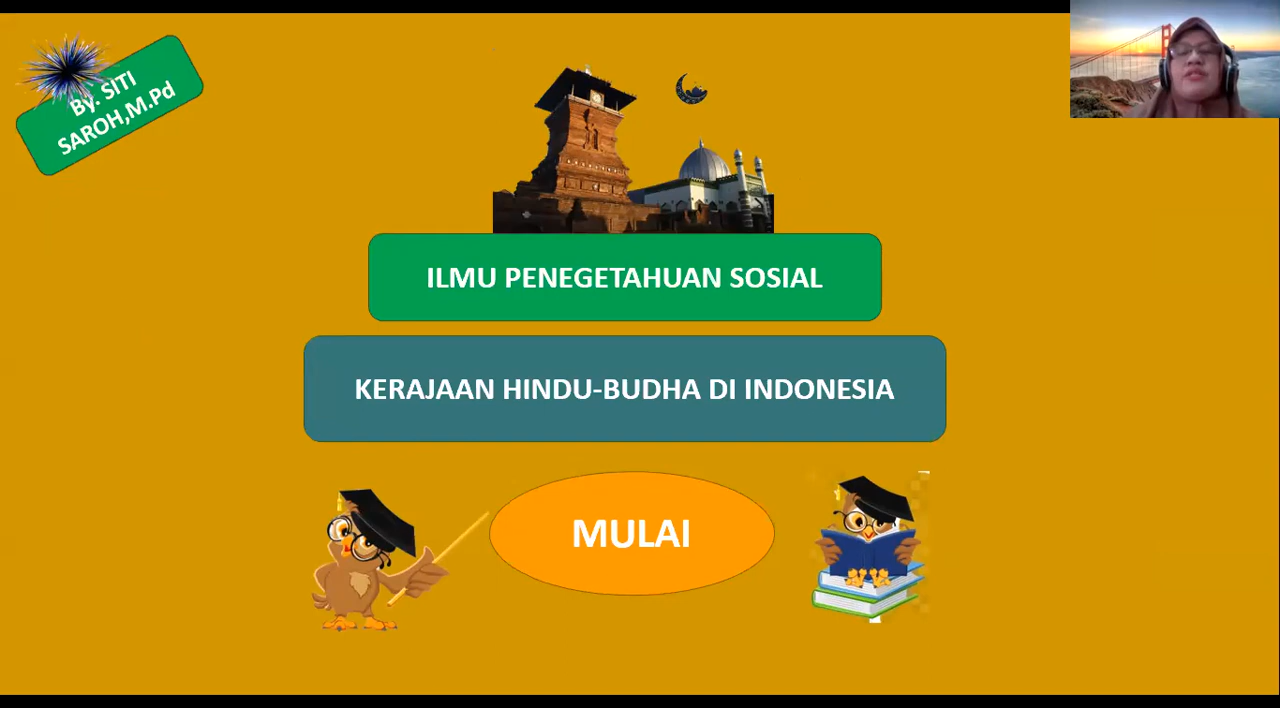 By. SITI
SAROH,M.Pd
ILMU PENEGETAHUAN SOSIAL
KERAJAAN HINDU-BUDHA DI INDONESIA
MULAI